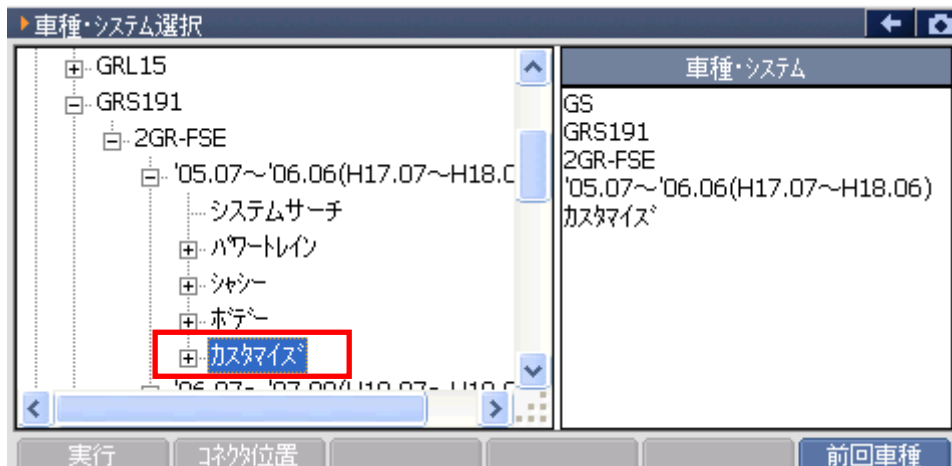 車種・システム選択
GRL15
GRS191
2GR-FSE
'05.07～'06.06(H17.07～H18.0
システムサーチ
ﾊﾟﾜｰﾄﾚｲﾝ
ｼｬｼｰ
ﾎﾞﾃﾞｰ
ｶｽﾀﾏｲｽﾞ
車種・システム
GS
GRS191
2GR-FSE
'05.07～'06.06(H17.07～H18.06)
ｶｽﾀﾏｲｽﾞ
実行
ｺﾈｸﾀ位置
前回車種